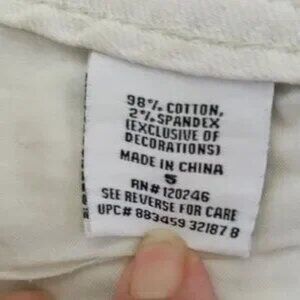 98% COTTON,
2% SPANDEX
(EXCLUSIVE OF
DECORATIONS)
MADE IN CHINA
5
RN# 120246
SEE REVERSE FOR CARE
UPC# 883459 32187 8